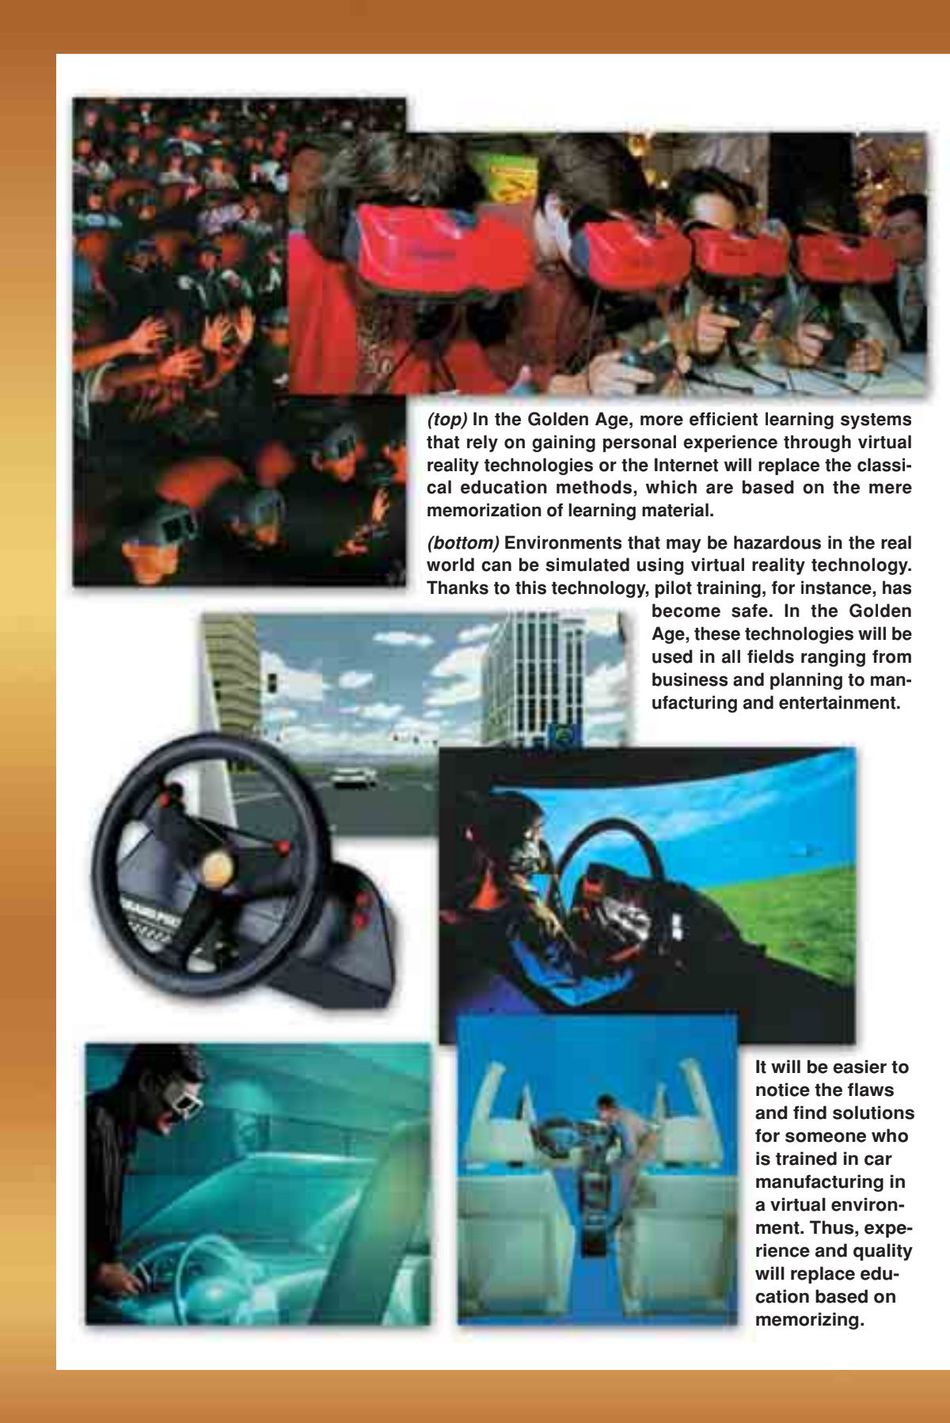 (top) In the Golden Age, more efficient learning systems
that rely on gaining personal experience through virtual
reality technologies or the Internet will replace the classi-
cal education methods, which are based on the mere
memorization of learning material.
(bottom) Environments that may be hazardous in the real
world can be simulated using virtual reality technology.
Thanks to this technology, pilot training, for instance, has
become safe. In the Golden
Age, these technologies will be
used in all fields ranging from
business and planning to man-
ufacturing and entertainment.
It will be easier to
notice the flaws
and find solutions
for someone who
is trained in car
manufacturing in
a virtual environ-
ment. Thus, expe-
rience and quality
will replace edu-
cation based on
memorizing.